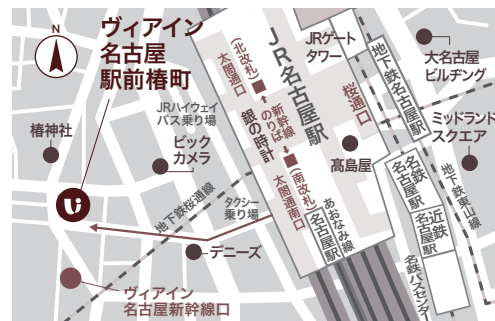 N
ヴィアイン
名古屋
駅前椿町
椿神社
JRハイウェイ
バス乗り場
ビック
カメラ
太閤通口
(北改札)
新幹線
のりば
銀の時計
(南改札)
太閤通南口
JR名古屋駅
JRゲート
タワー
桜通口
髙島屋
地下鉄名古屋駅
大名古屋
ビルヂング
ミッドランド
スクエア
名鉄
名古屋駅
近鉄
名古屋駅
地下鉄東山線
名鉄バスセンター
あおなみ線
名古屋駅
タクシー
乗り場
地下鉄桜通線
デニーズ
ヴィアイン
名古屋新幹線口